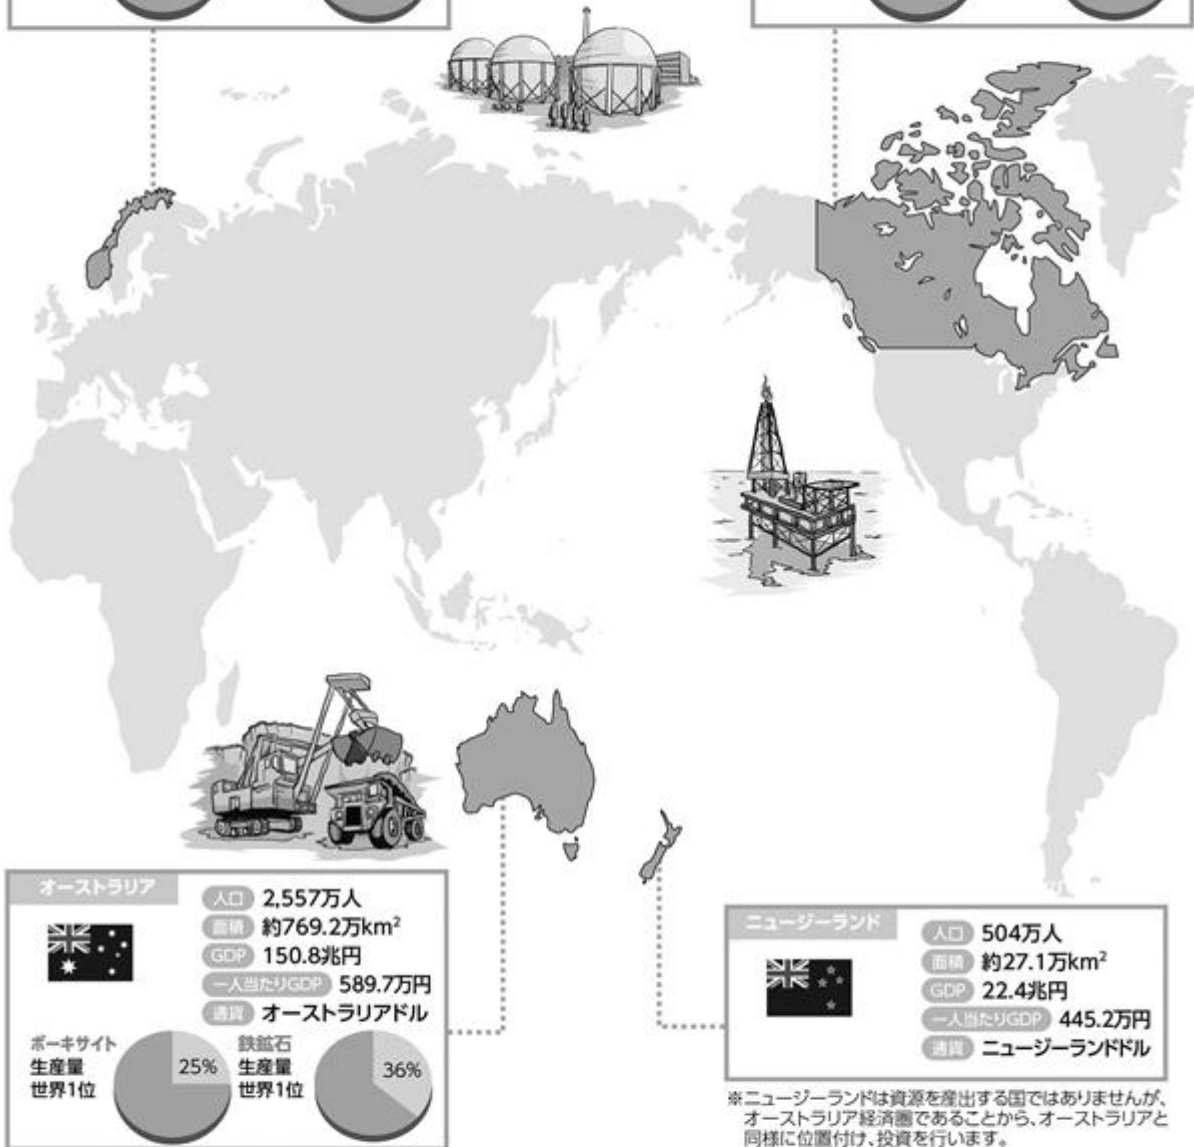 オーストラリア
人口 2,557万人
面積 約769.2万km²
GDP 150.8兆円
一人当たりGDP 589.7万円
通貨 オーストラリアドル
ボーキサイト
生産量
世界1位
25%
鉄鉱石
生産量
世界1位
36%
ニュージーランド
人口 504万人
面積 約27.1万km²
GDP 22.4兆円
一人当たりGDP 445.2万円
通貨 ニュージーランドドル
※ニュージーランドは資源を産出する国ではありませんが、
オーストラリア経済圏であることから、オーストラリアと
同様に位置付け、投資を行います。